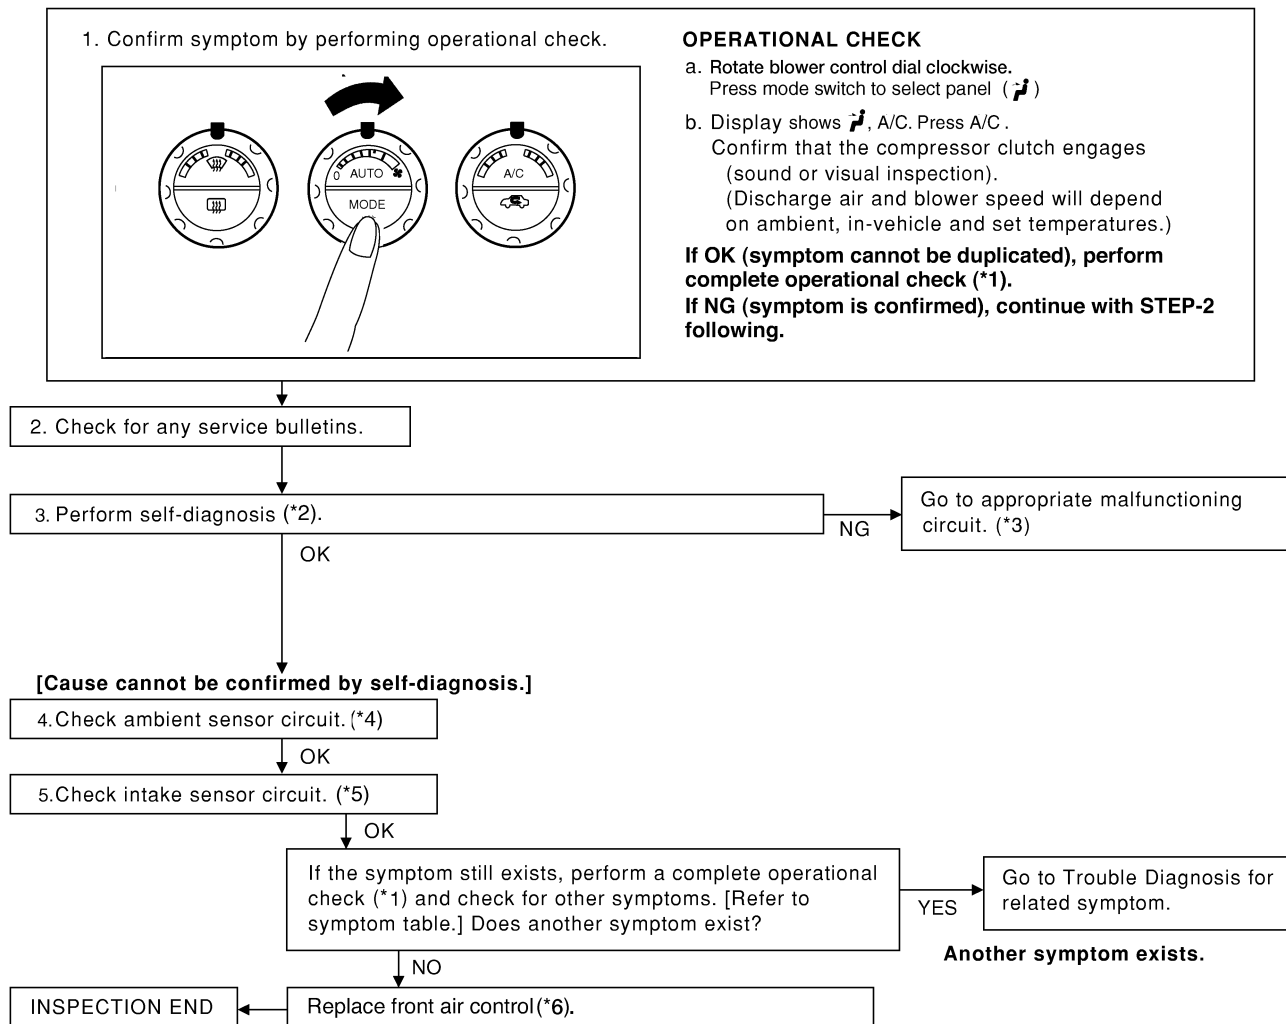 1. Confirm symptom by performing operational check.
0
AUTO
MODE
A/C
OPERATIONAL CHECK
a. Rotate blower control dial clockwise.
Press mode switch to select panel ( )
b. Display shows , A/C. Press A/C .
Confirm that the compressor clutch engages
(sound or visual inspection).
(Discharge air and blower speed will depend
on ambient, in-vehicle and set temperatures.)
If OK (symptom cannot be duplicated), perform
complete operational check (*1).
If NG (symptom is confirmed), continue with STEP-2
following.
2. Check for any service bulletins.
3. Perform self-diagnosis (*2).
NG
Go to appropriate malfunctioning
circuit. (*3)
OK
[Cause cannot be confirmed by self-diagnosis.]
4. Check ambient sensor circuit. (*4)
OK
5. Check intake sensor circuit. (*5)
OK
If the symptom still exists, perform a complete operational
check (*1) and check for other symptoms. [Refer to
symptom table.] Does another symptom exist?
YES
Go to Trouble Diagnosis for
related symptom.
Another symptom exists.
NO
Replace front air control (*6).
INSPECTION END